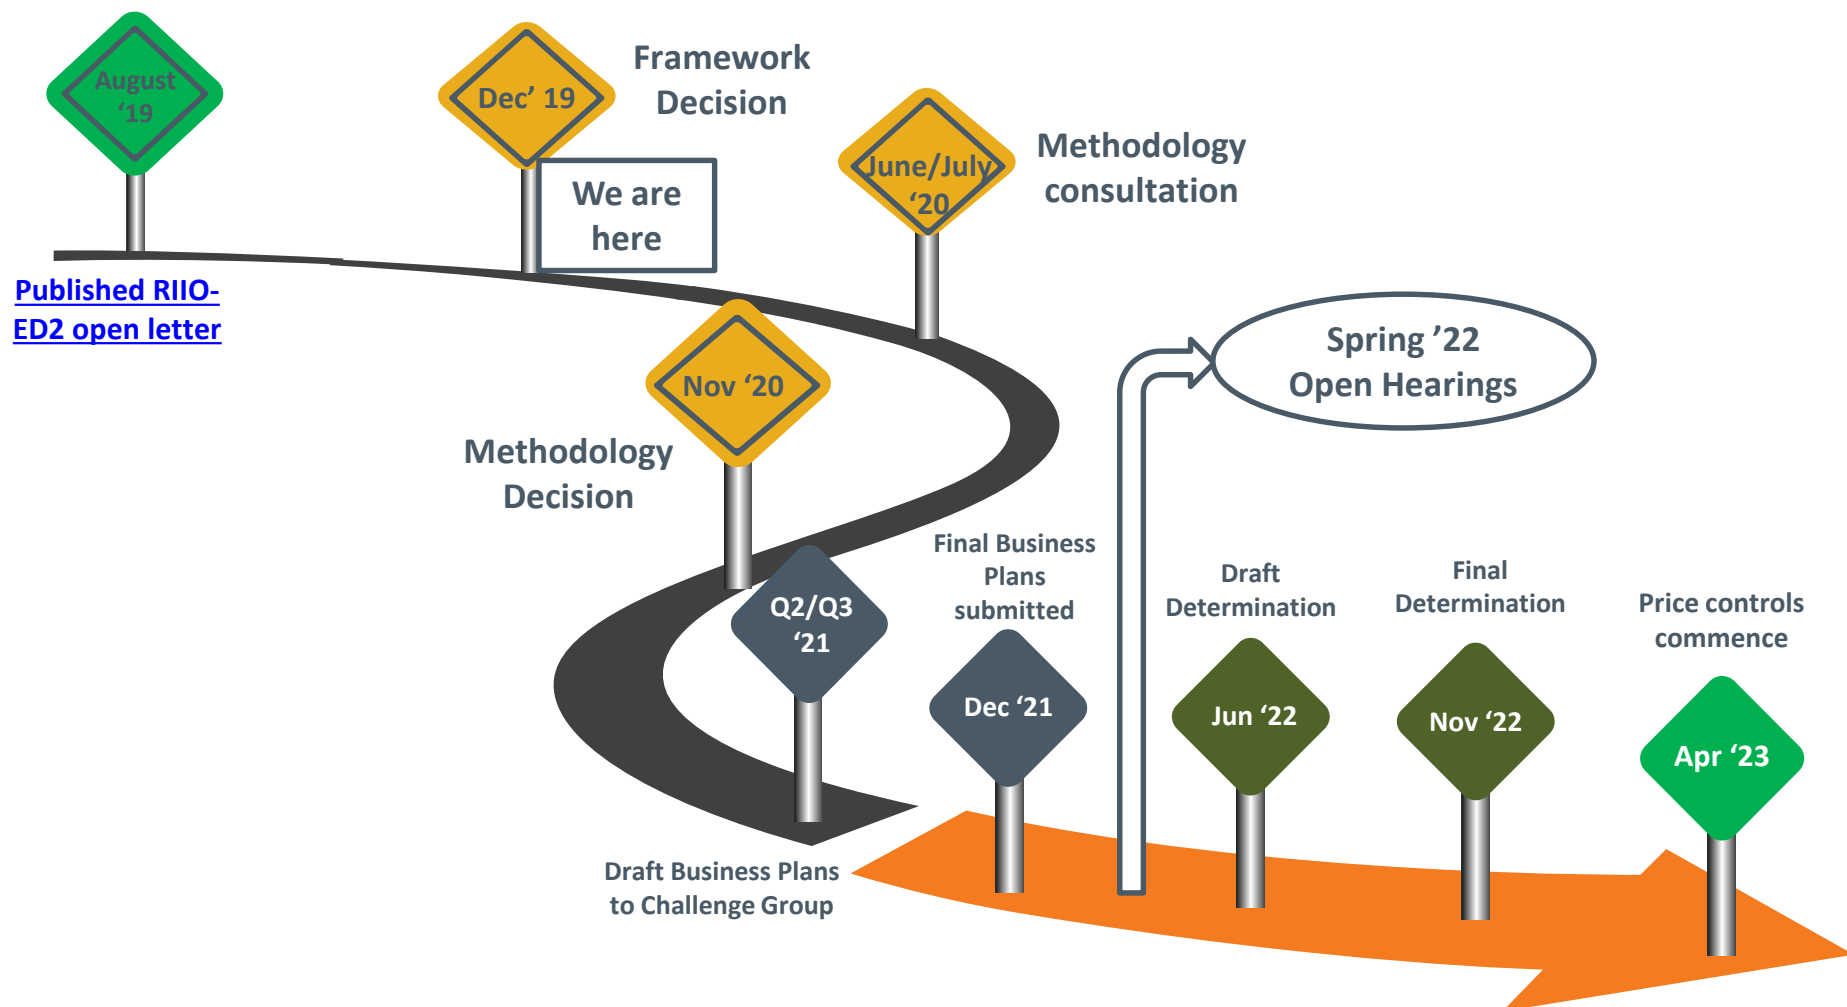 August
‘19
Published RIIO-
ED2 open letter
Dec’ 19
Framework
Decision
We are
here
June/July
‘20
Methodology
consultation
Nov ‘20
Methodology
Decision
Q2/Q3
‘21
Draft Business Plans
to Challenge Group
Final Business
Plans
submitted
Dec ‘21
Spring ’22
Open Hearings
Draft
Determination
Jun ‘22
Final
Determination
Nov ‘22
Price controls
commence
Apr ‘23